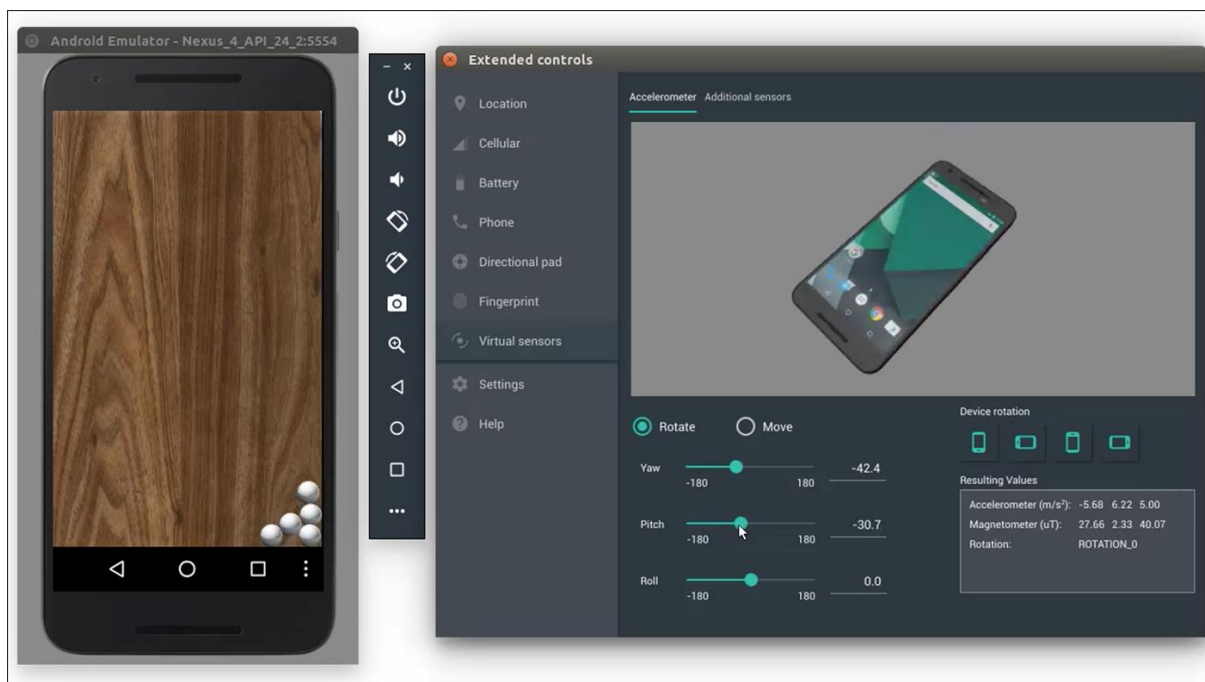 Android Emulator - Nexus_4_API_24_2:5554
Extended controls
Location
Cellular
Battery
Phone
Directional pad
Fingerprint
Virtual sensors
Settings
Help
Accelerometer Additional sensors
Rotate Move
Yaw -42.4
-180 180
Pitch -30.7
-180 180
Roll 0.0
-180 180
Device rotation
Resulting Values
Accelerometer (m/s²): -5.68 6.22 5.00
Magnetometer (uT): 27.66 2.33 40.07
Rotation: ROTATION_0